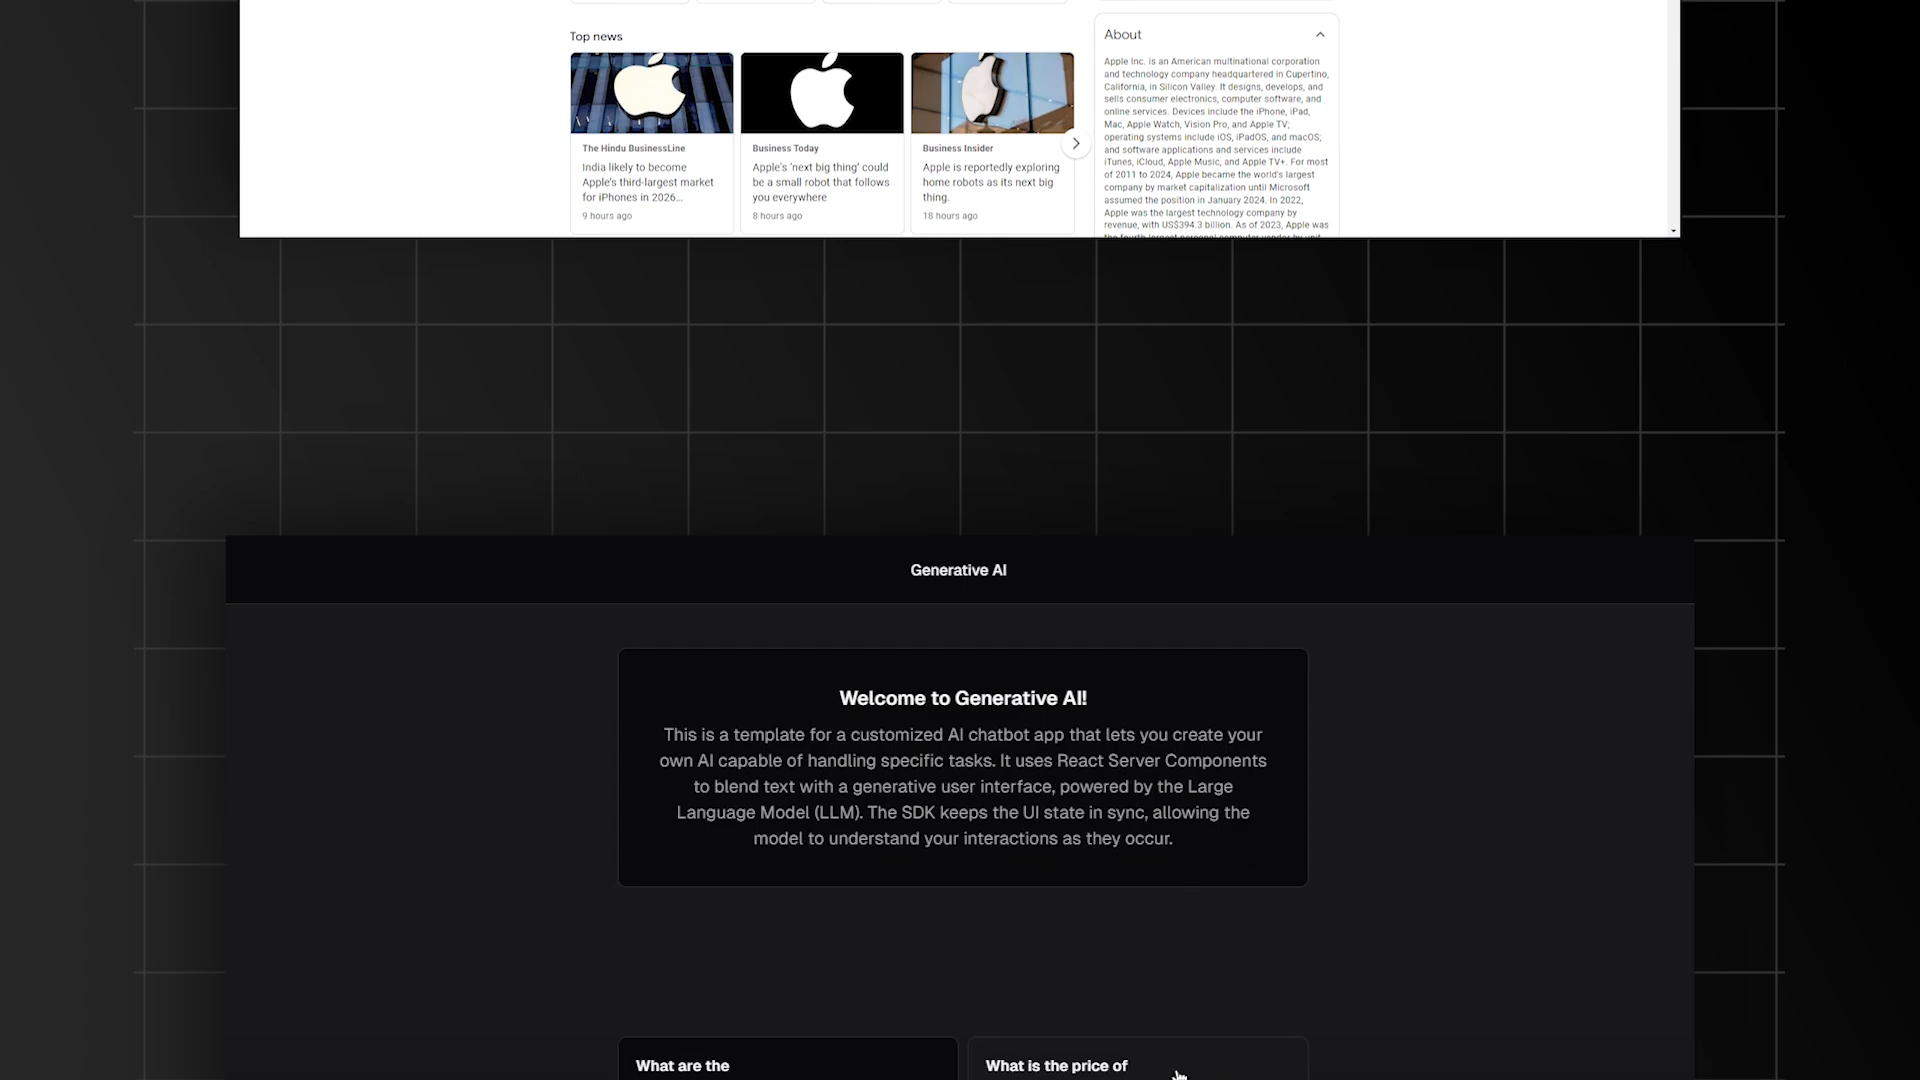 Top news
The Hindu BusinessLine
India likely to become
Apple's third-largest market
for iPhones in 2026...
9 hours ago
Business Today
Apple's 'next big thing' could
be a small robot that follows
you everywhere
8 hours ago
Business Insider
Apple is reportedly exploring
home robots as its next big
thing.
18 hours ago
About
Apple Inc. is an American multinational corporation
and technology company headquartered in Cupertino,
California, in Silicon Valley. It designs, develops, and
sells consumer electronics, computer software, and
online services. Devices include the iPhone, iPad,
Mac, Apple Watch, Vision Pro, and Apple TV;
operating systems include iOS, iPadOS, and macOS;
and software applications and services include
iTunes, iCloud, Apple Music, and Apple TV+. For most
of 2011 to 2024, Apple became the world's largest
company by market capitalization until Microsoft
assumed the position in January 2024. In 2022,
Apple was the largest technology company by
revenue, with US$394.3 billion. As of 2023, Apple was
Generative AI
Welcome to Generative AI!
This is a template for a customized AI chatbot app that lets you create your
own AI capable of handling specific tasks. It uses React Server Components
to blend text with a generative user interface, powered by the Large
Language Model (LLM). The SDK keeps the UI state in sync, allowing the
model to understand your interactions as they occur.
What are the
What is the price of